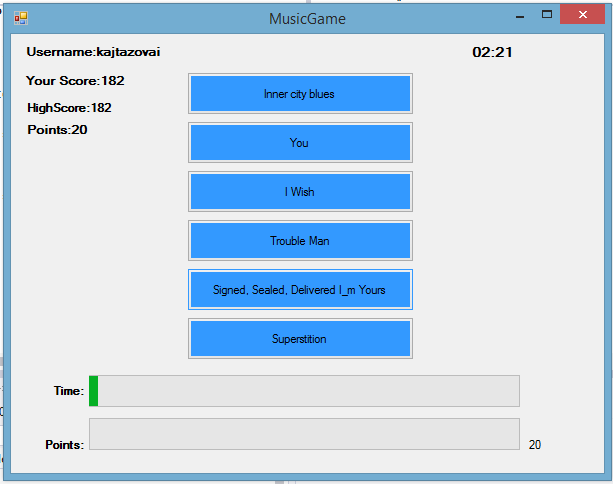 MusicGame
Username:kajtazovai
02:21
Your Score:182
HighScore:182
Points:20
Inner city blues
You
I Wish
Trouble Man
Signed, Sealed, Delivered I_m Yours
Superstition
Time:
Points:
20